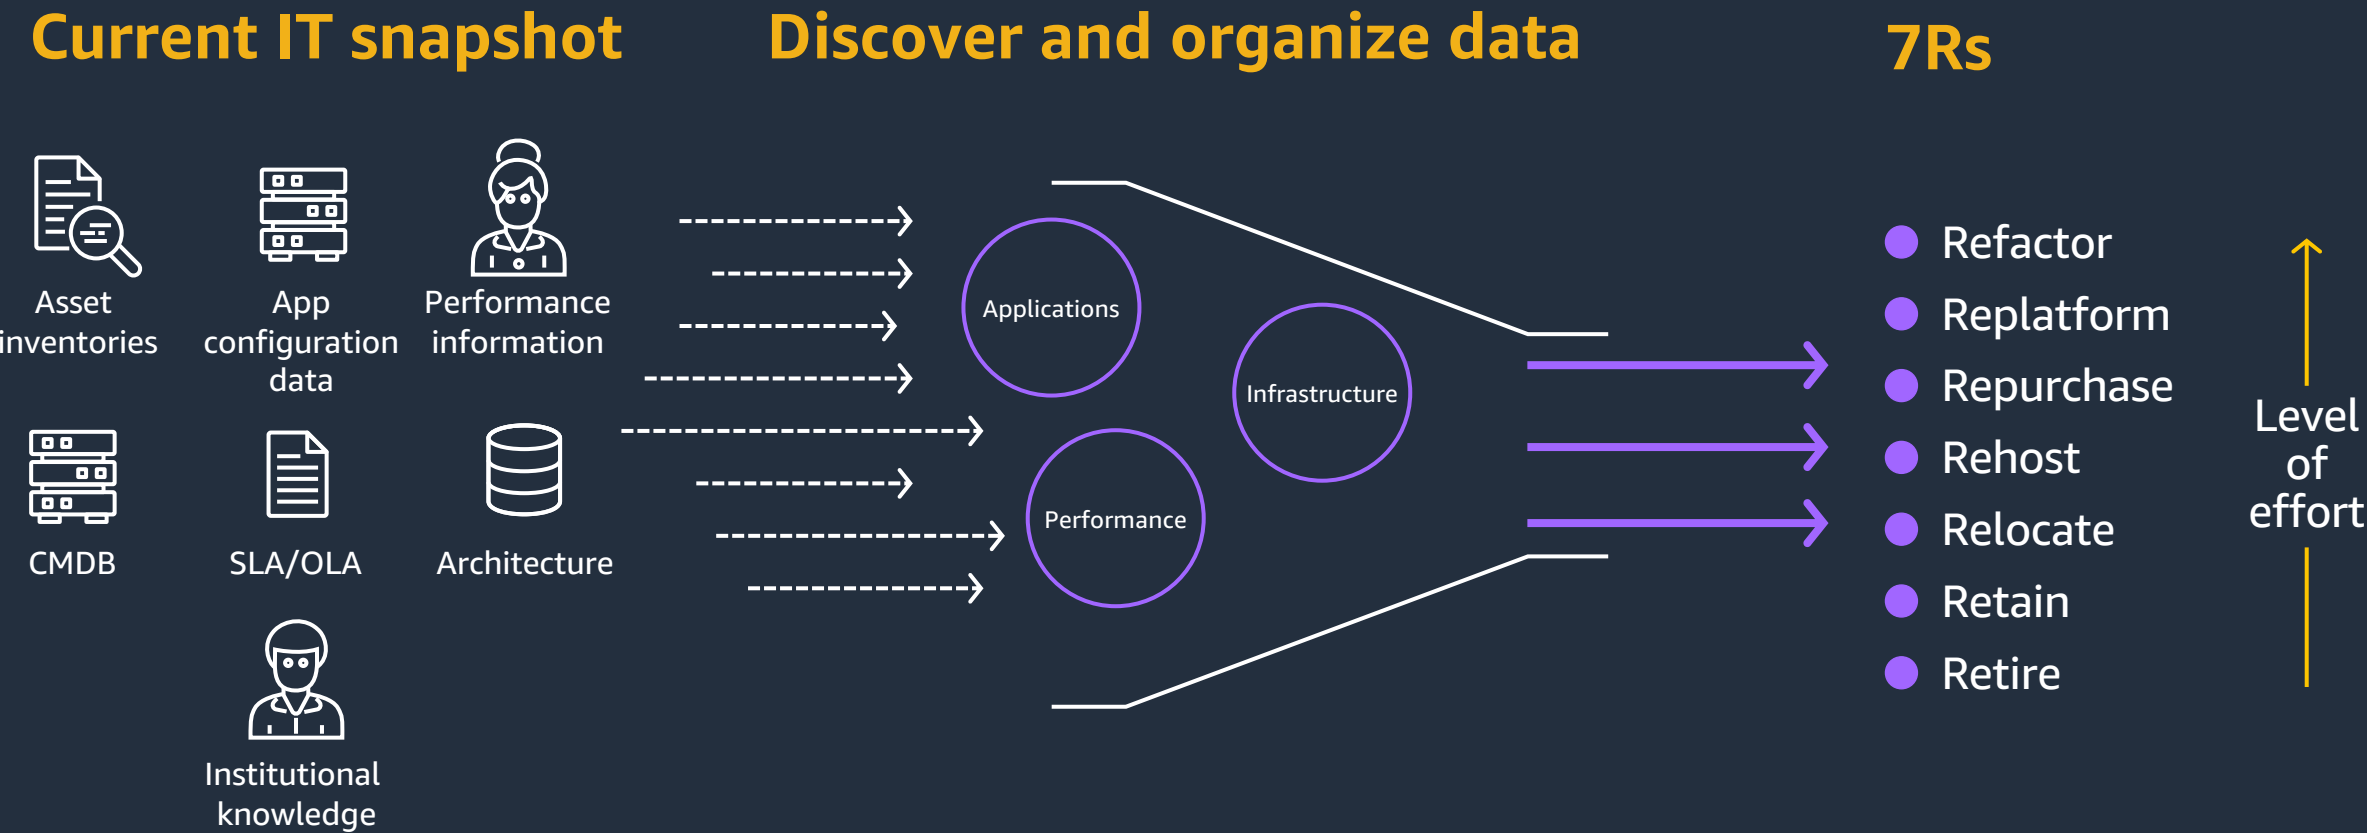 Current IT snapshot
Discover and organize data
7Rs
Asset
inventories
App
configuration
data
Performance
information
CMDB
SLA/OLA
Architecture
Institutional
knowledge
Applications
Infrastructure
Performance
Refactor
Replatform
Repurchase
Rehost
Relocate
Retain
Retire
Level
of
effort